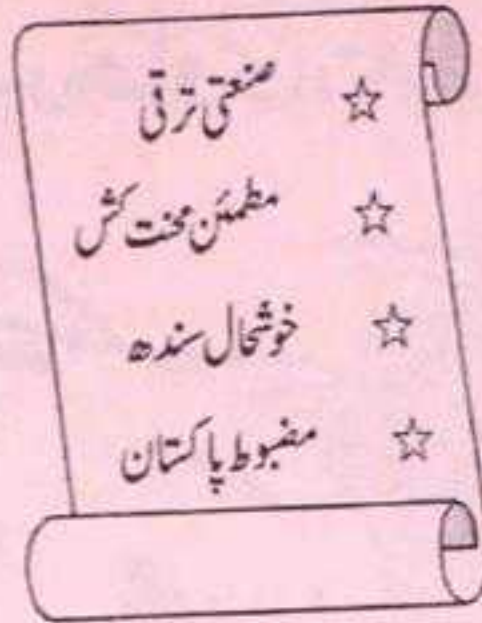 ☆ صنعتی ترقی
☆ مطمئن محنت کش
☆ خوشحال سندھ
☆ مضبوط پاکستان